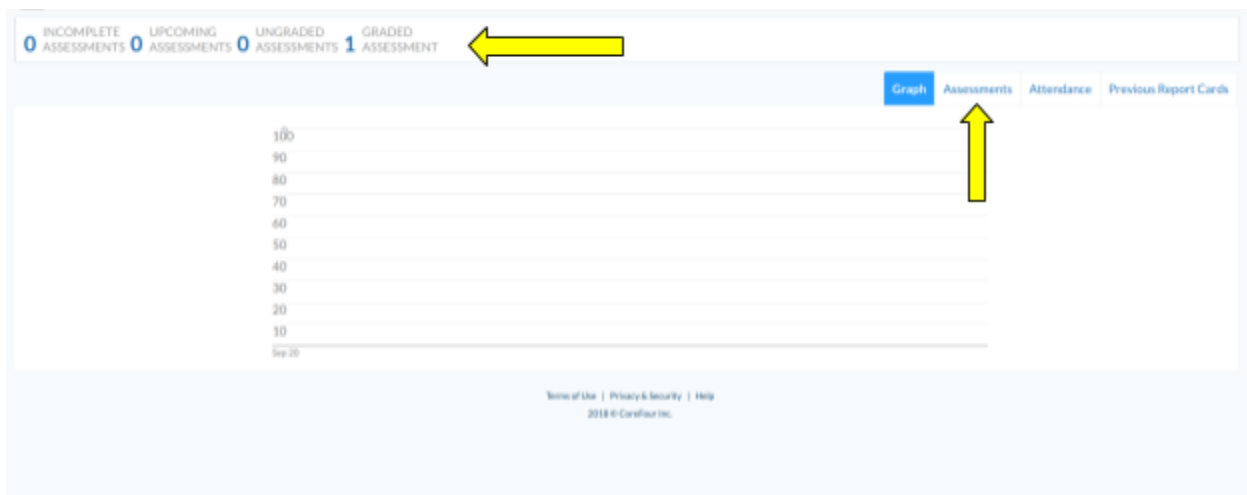 0 INCOMPLETE ASSESSMENTS 0 UPCOMING ASSESSMENTS 0 UNGRADED ASSESSMENTS 1 GRADED ASSESSMENT
Graph Assessments Attendance Previous Report Cards
100
90
80
70
60
50
40
30
20
10
Sep 20
Terms of Use | Privacy & Security | Help
2018 © CoreFour Inc.